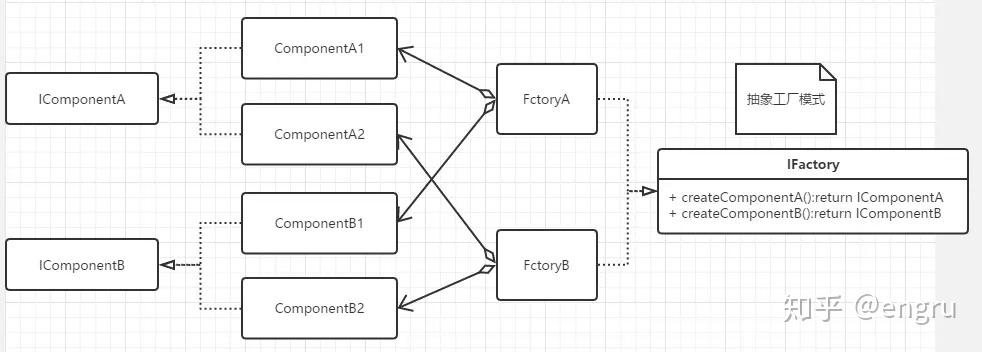 ComponentA1
IComponentA
FctoryA
抽象工厂模式
ComponentA2
IFactory
+ createComponentA():return IComponentA
+ createComponentB():return IComponentB
ComponentB1
IComponentB
FctoryB
ComponentB2
知乎 @engru